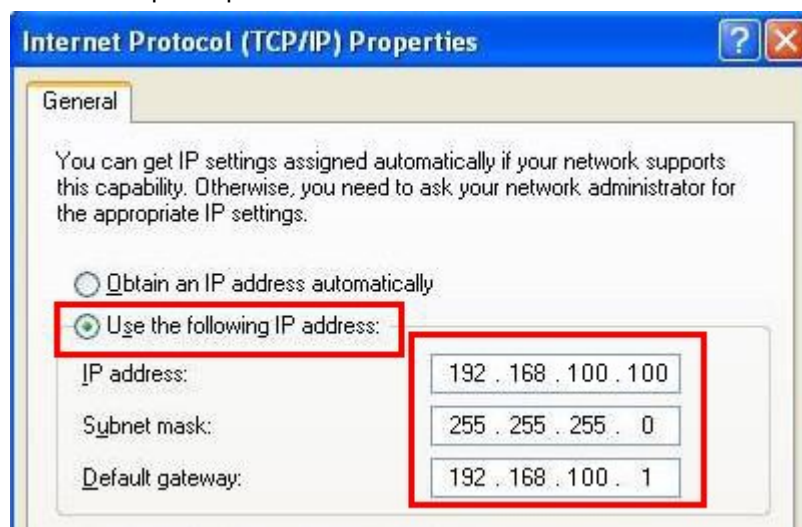 Internet Protocol (TCP/IP) Properties
General
You can get IP settings assigned automatically if your network supports
this capability. Otherwise, you need to ask your network administrator for
the appropriate IP settings.
Obtain an IP address automatically
Use the following IP address:
IP address: 192 . 168 . 100 . 100
Subnet mask: 255 . 255 . 255 . 0
Default gateway: 192 . 168 . 100 . 1